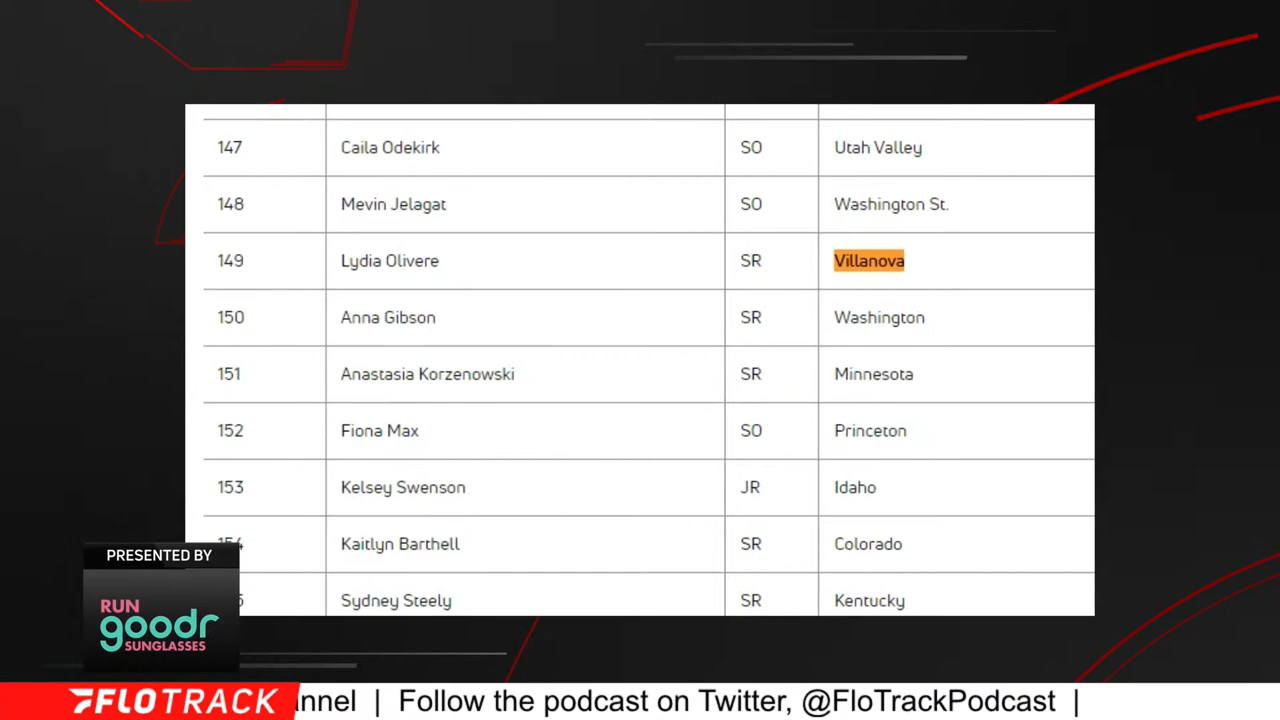 147 Caila Odekirk SO Utah Valley
148 Mevin Jelagat SO Washington St.
149 Lydia Olivere SR Villanova
150 Anna Gibson SR Washington
151 Anastasia Korzenowski SR Minnesota
152 Fiona Max SO Princeton
153 Kelsey Swenson JR Idaho
154 Kaitlyn Barthell SR Colorado
Sydney Steely SR Kentucky
PRESENTED BY
RUN
goodr
SUNGLASSES
FLOTRACK nnel | Follow the podcast on Twitter, @FloTrackPodcast |